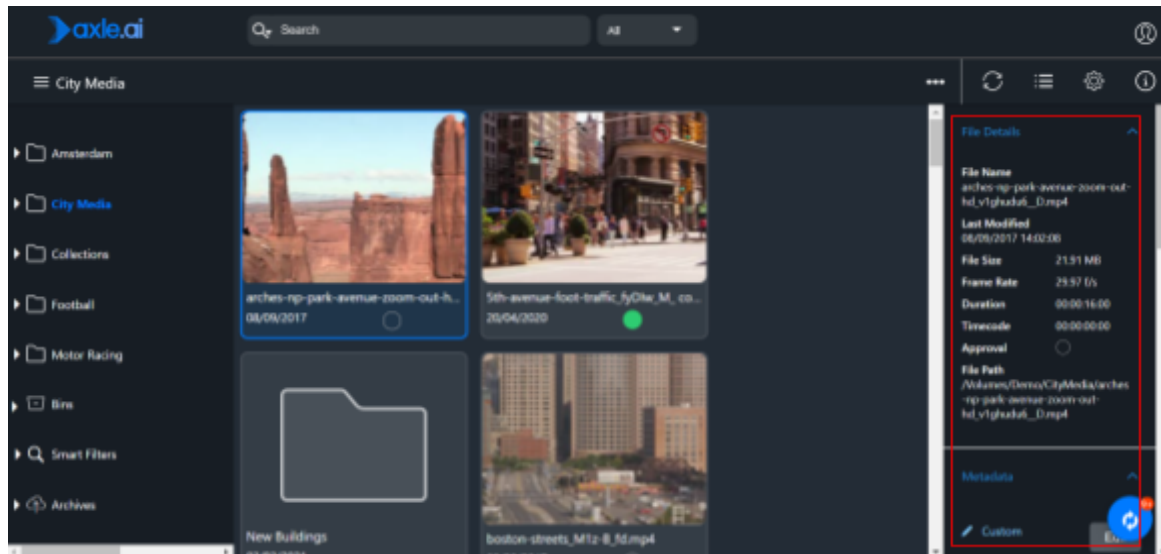 axle.ai
Search
All
City Media
Amsterdam
City Media
Collections
Football
Motor Racing
Bins
Smart Filters
Archives
arches-np-park-avenue-zoom-out-h...
08/09/2017
5th-avenue-foot-traffic_fyOIw_M_ co...
20/04/2020
New Buildings
boston-streets_M1z-8_fd.mp4
File Details
File Name
arches-np-park-avenue-zoom-out-
hd_v1ghudu6__D.mp4
Last Modified
08/09/2017 14:02:08
File Size 21.91 MB
Frame Rate 29.97 f/s
Duration 00:00:16:00
Timecode 00:00:00:00
Approval
File Path
/Volumes/Demo/CityMedia/arches
-np-park-avenue-zoom-out-
hd_v1ghudu6__D.mp4
Metadata
Custom